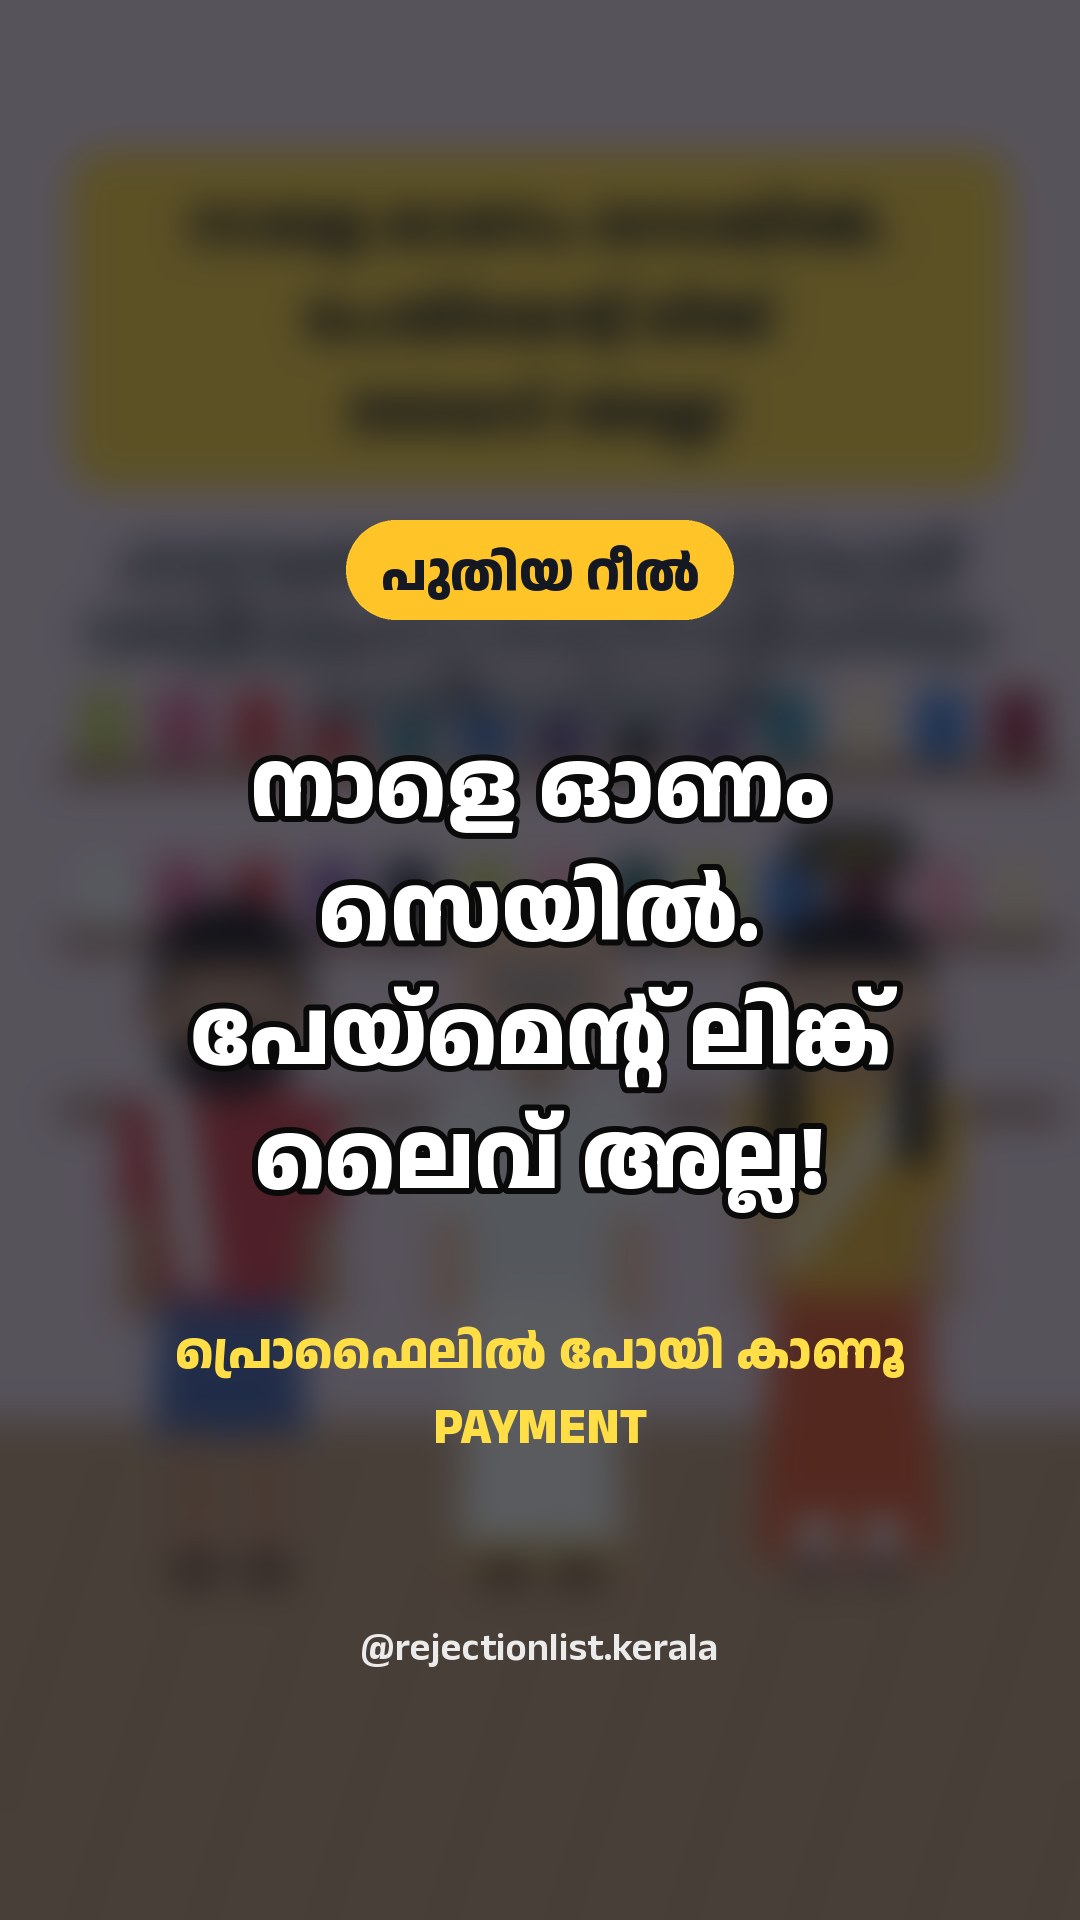 പുതിയ റീൽ
നാളെ ഓണം
സെയിൽ.
പേയ്മെന്റ് ലിങ്ക്
ലൈവ് അല്ല!
പ്രൊഫൈലിൽ പോയി കാണൂ
PAYMENT
@rejectionlist.kerala